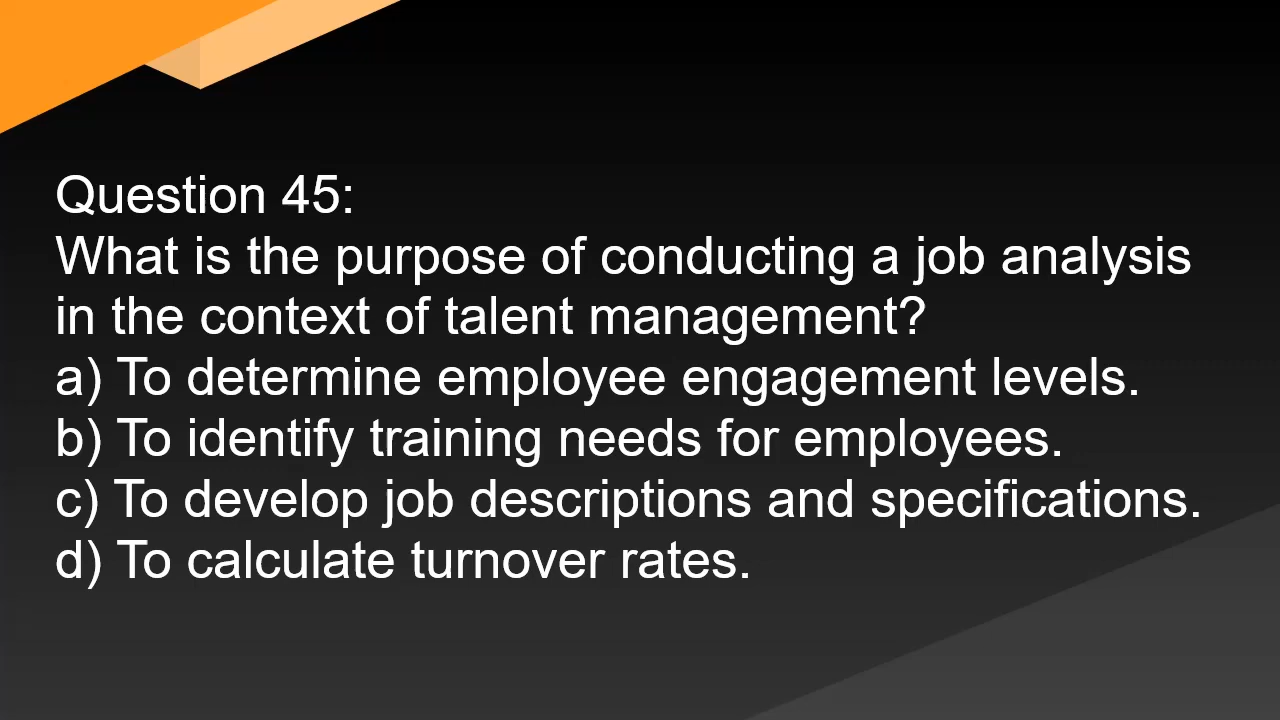 Question 45:
What is the purpose of conducting a job analysis
in the context of talent management?
a) To determine employee engagement levels.
b) To identify training needs for employees.
c) To develop job descriptions and specifications.
d) To calculate turnover rates.